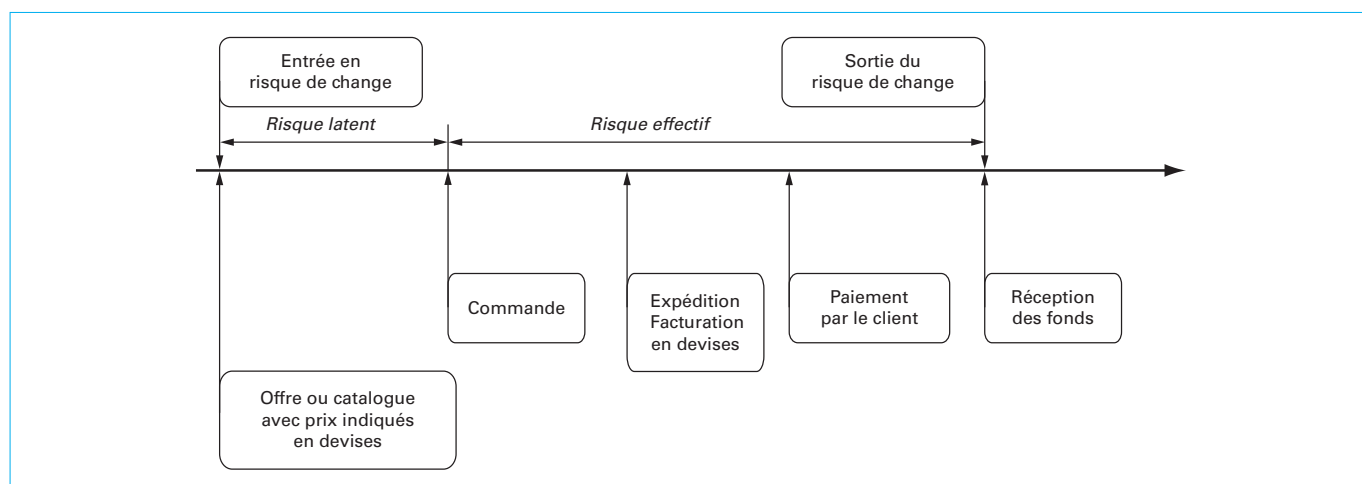 Entrée en
risque de change
Sortie du
risque de change
Risque latent
Risque effectif
Commande
Expédition
Facturation
en devises
Paiement
par le client
Réception
des fonds
Offre ou catalogue
avec prix indiqués
en devises